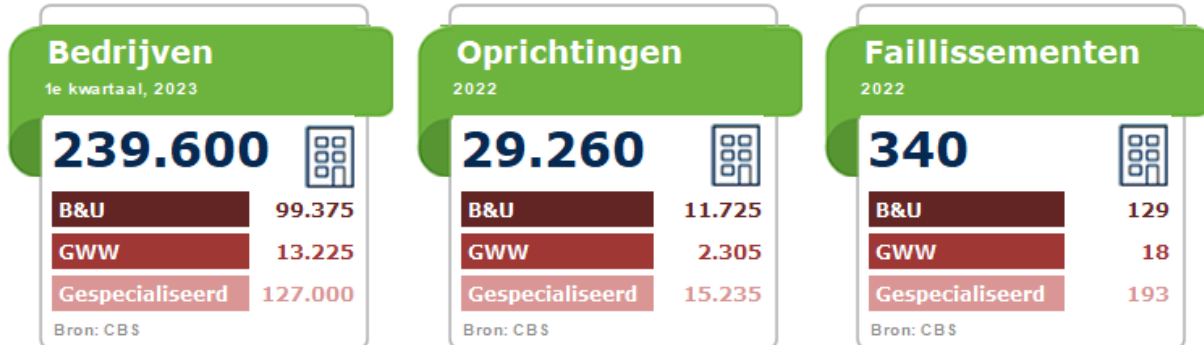 Bedrijven
1e kwartaal, 2023
239.600
B&U 99.375
GWW 13.225
Gespecialiseerd 127.000
Bron: CBS
Oprichtingen
2022
29.260
B&U 11.725
GWW 2.305
Gespecialiseerd 15.235
Bron: CBS
Faillissementen
2022
340
B&U 129
GWW 18
Gespecialiseerd 193
Bron: CBS